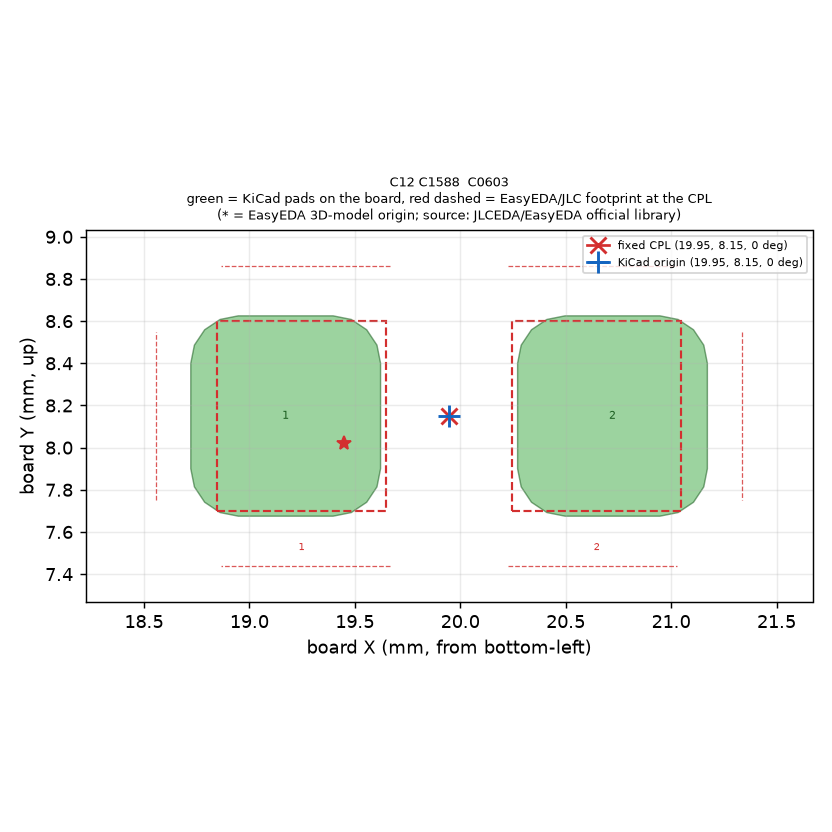 C12 C1588  C0603
green = KiCad pads on the board, red dashed = EasyEDA/JLC footprint at the CPL
(* = EasyEDA 3D-model origin; source: JLCEDA/EasyEDA official library)
fixed CPL (19.95, 8.15, 0 deg)
KiCad origin (19.95, 8.15, 0 deg)
9.0
8.8
8.6
8.4
8.2
8.0
7.8
7.6
7.4
board Y (mm, up)
1
2
1
2
18.5
19.0
19.5
20.0
20.5
21.0
21.5
board X (mm, from bottom-left)